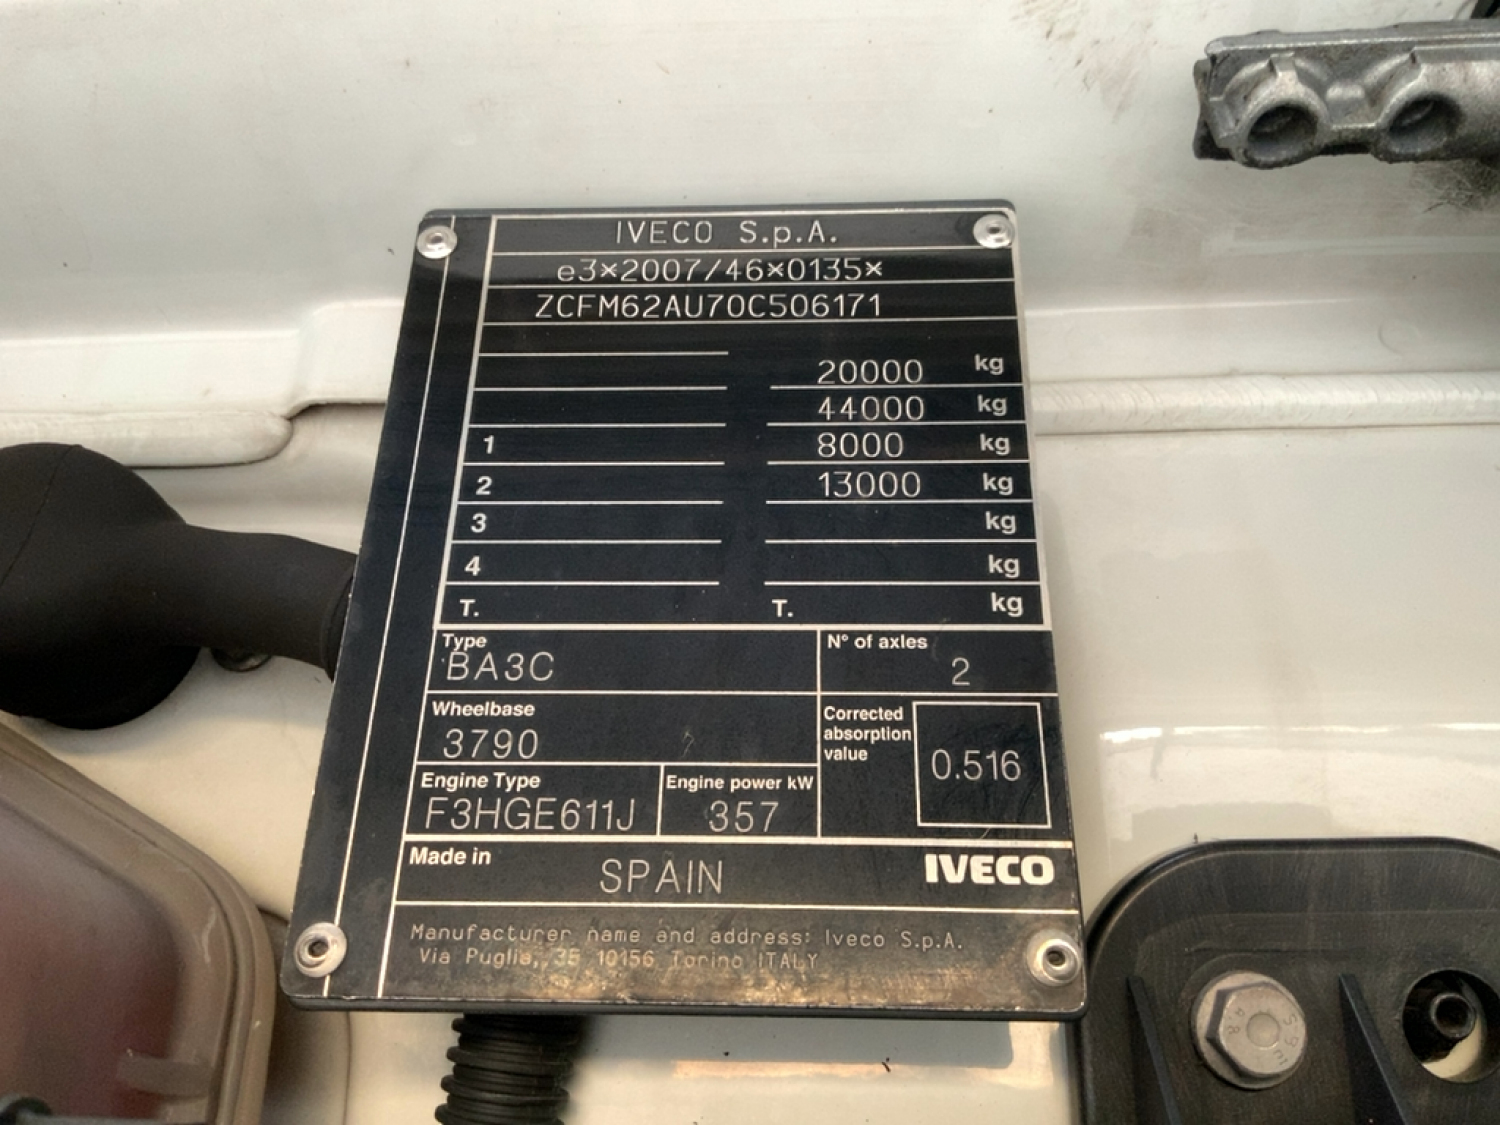 IVECO S.p.A.
e3×2007/46×0135×
ZCFM62AU70C506171
20000 kg
44000 kg
1 8000 kg
2 13000 kg
3 kg
4 kg
T. T. kg
Type N° of axles
BA3C 2
Wheelbase Corrected absorption value
3790 0.516
Engine Type Engine power kW
F3HGE611J 357
Made in SPAIN IVECO
Manufacturer name and address: Iveco S.p.A.
Via Puglia, 35 10156 Torino ITALY
8.8